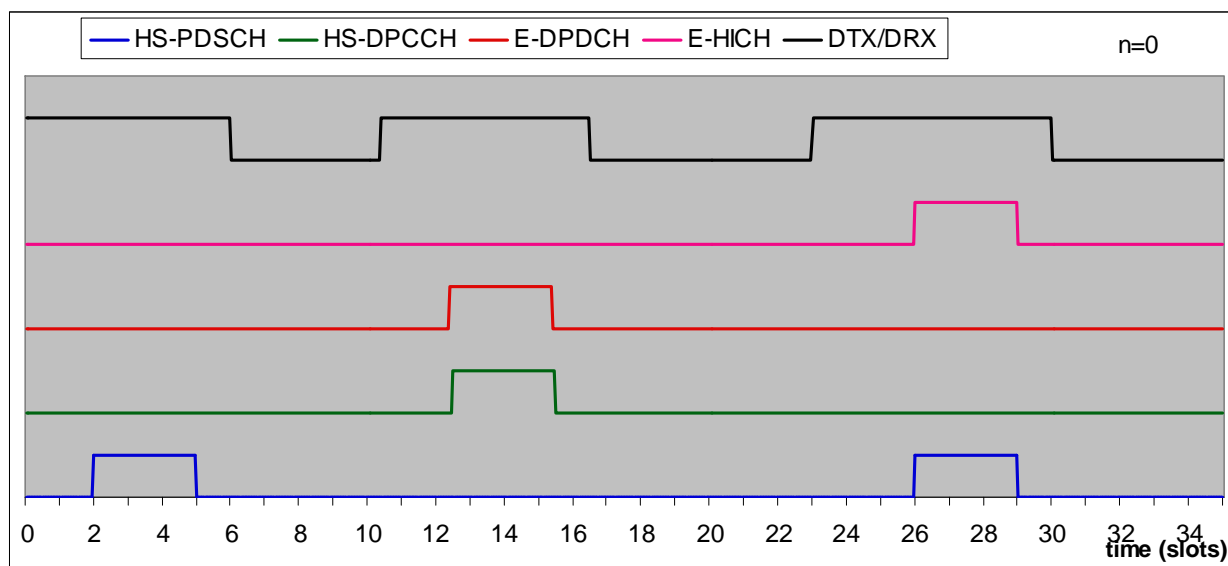 HS-PDSCH HS-DPCCH E-DPDCH E-HICH DTX/DRX
n=0
0 2 4 6 8 10 12 14 16 18 20 22 24 26 28 30 32 34
time (slots)